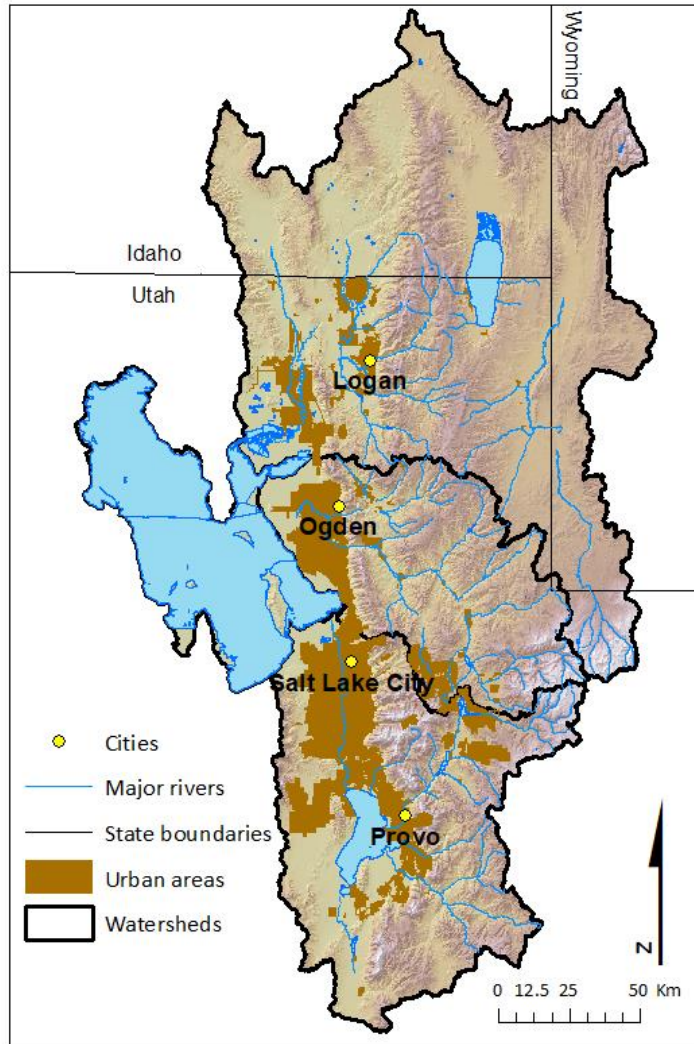 Wyoming
Idaho
Utah
Logan
Ogden
Salt Lake City
Provo
Cities
Major rivers
State boundaries
Urban areas
Watersheds
N
0 12.5 25 50 Km